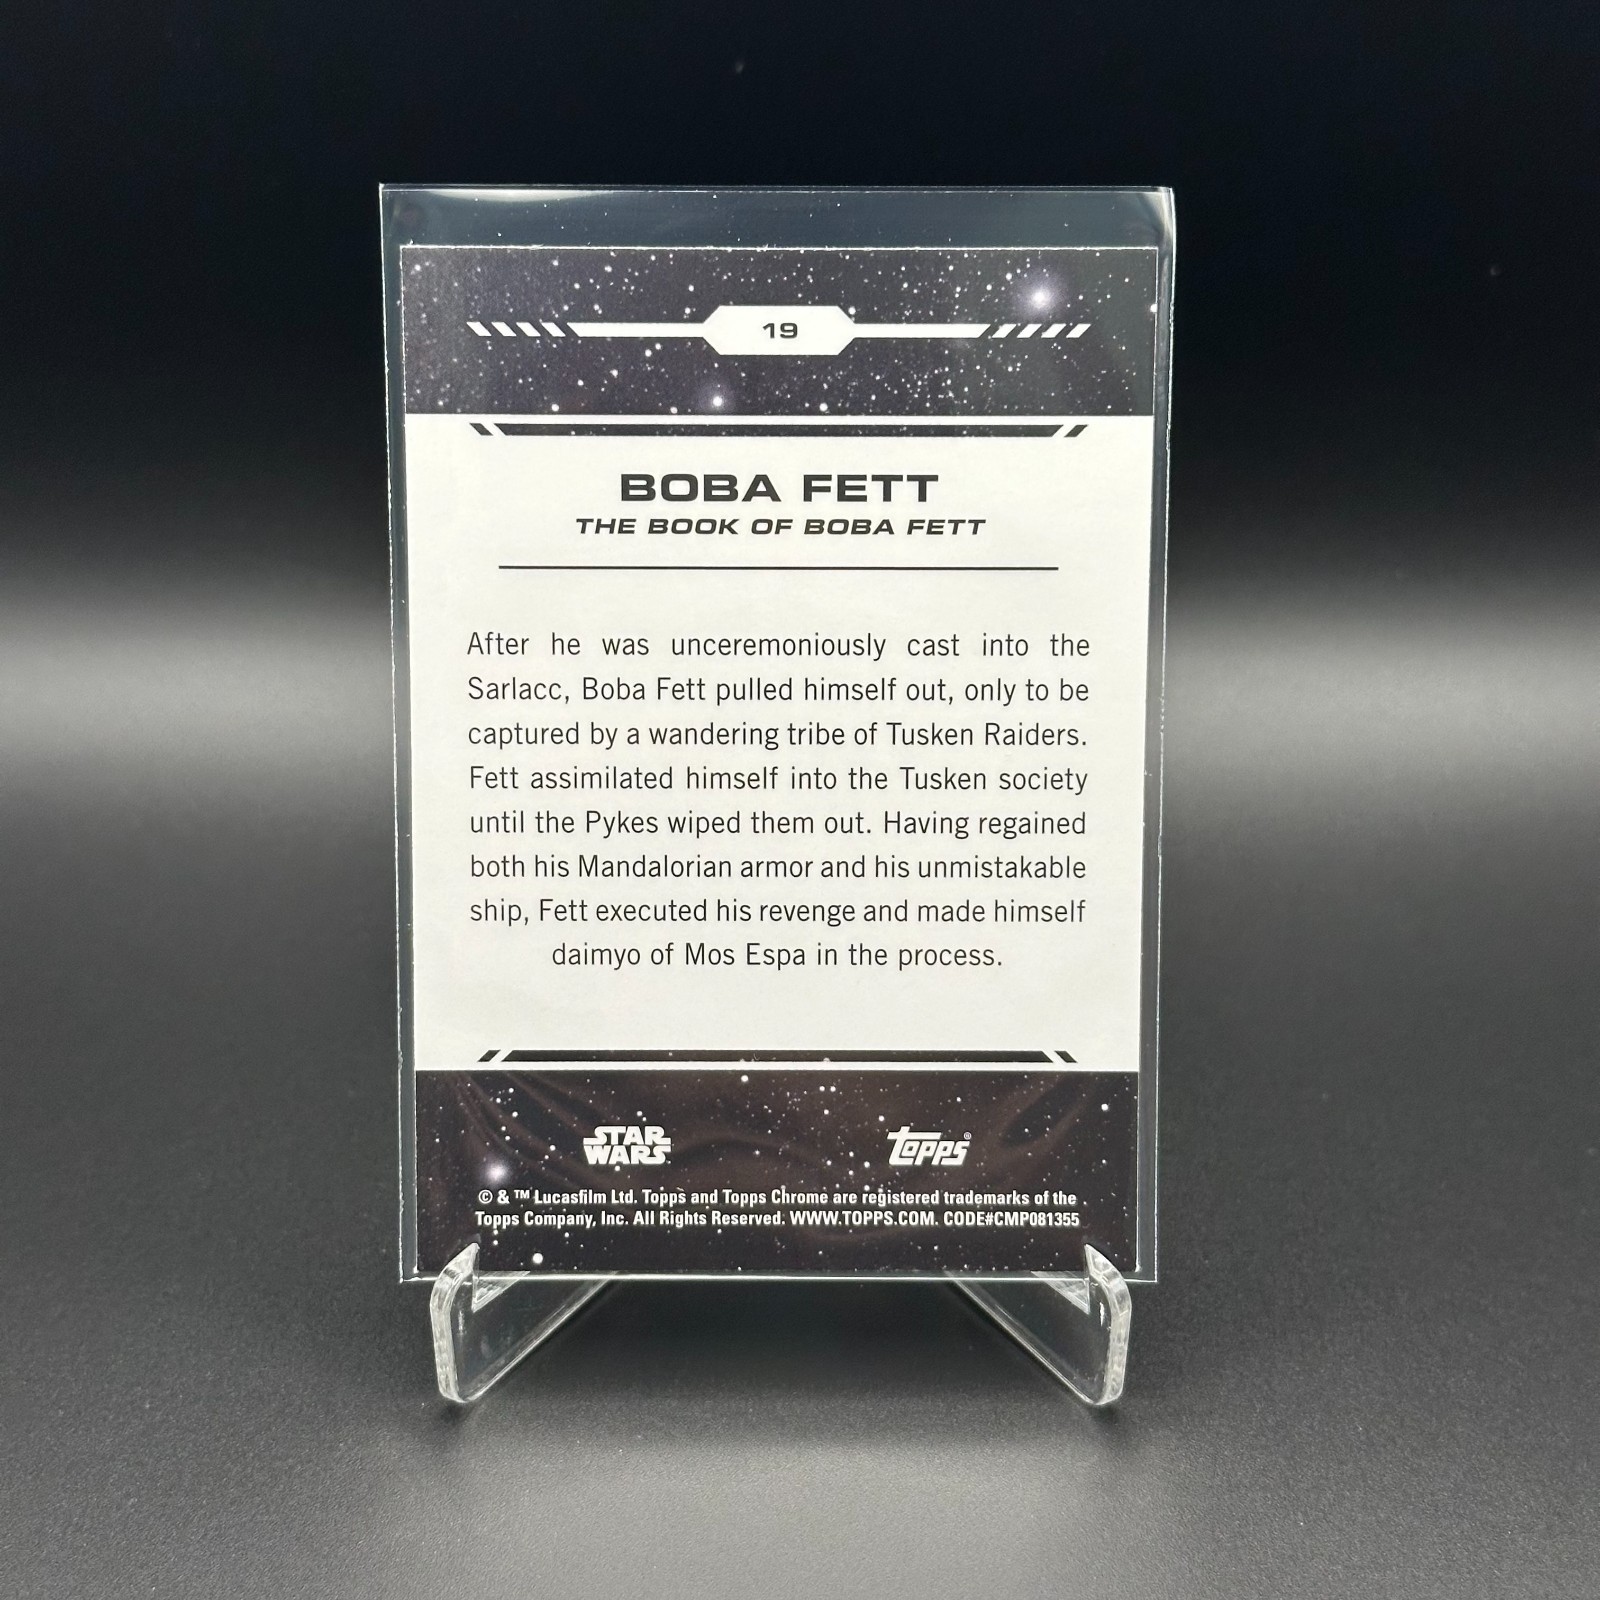 19
BOBA FETT
THE BOOK OF BOBA FETT
After he was unceremoniously cast into the
Sarlacc, Boba Fett pulled himself out, only to be
captured by a wandering tribe of Tusken Raiders.
Fett assimilated himself into the Tusken society
until the Pykes wiped them out. Having regained
both his Mandalorian armor and his unmistakable
ship, Fett executed his revenge and made himself
daimyo of Mos Espa in the process.
STAR WARS
topps®
© & ™ Lucasfilm Ltd. Topps and Topps Chrome are registered trademarks of the
Topps Company, Inc. All Rights Reserved. WWW.TOPPS.COM. CODE#CMP081355